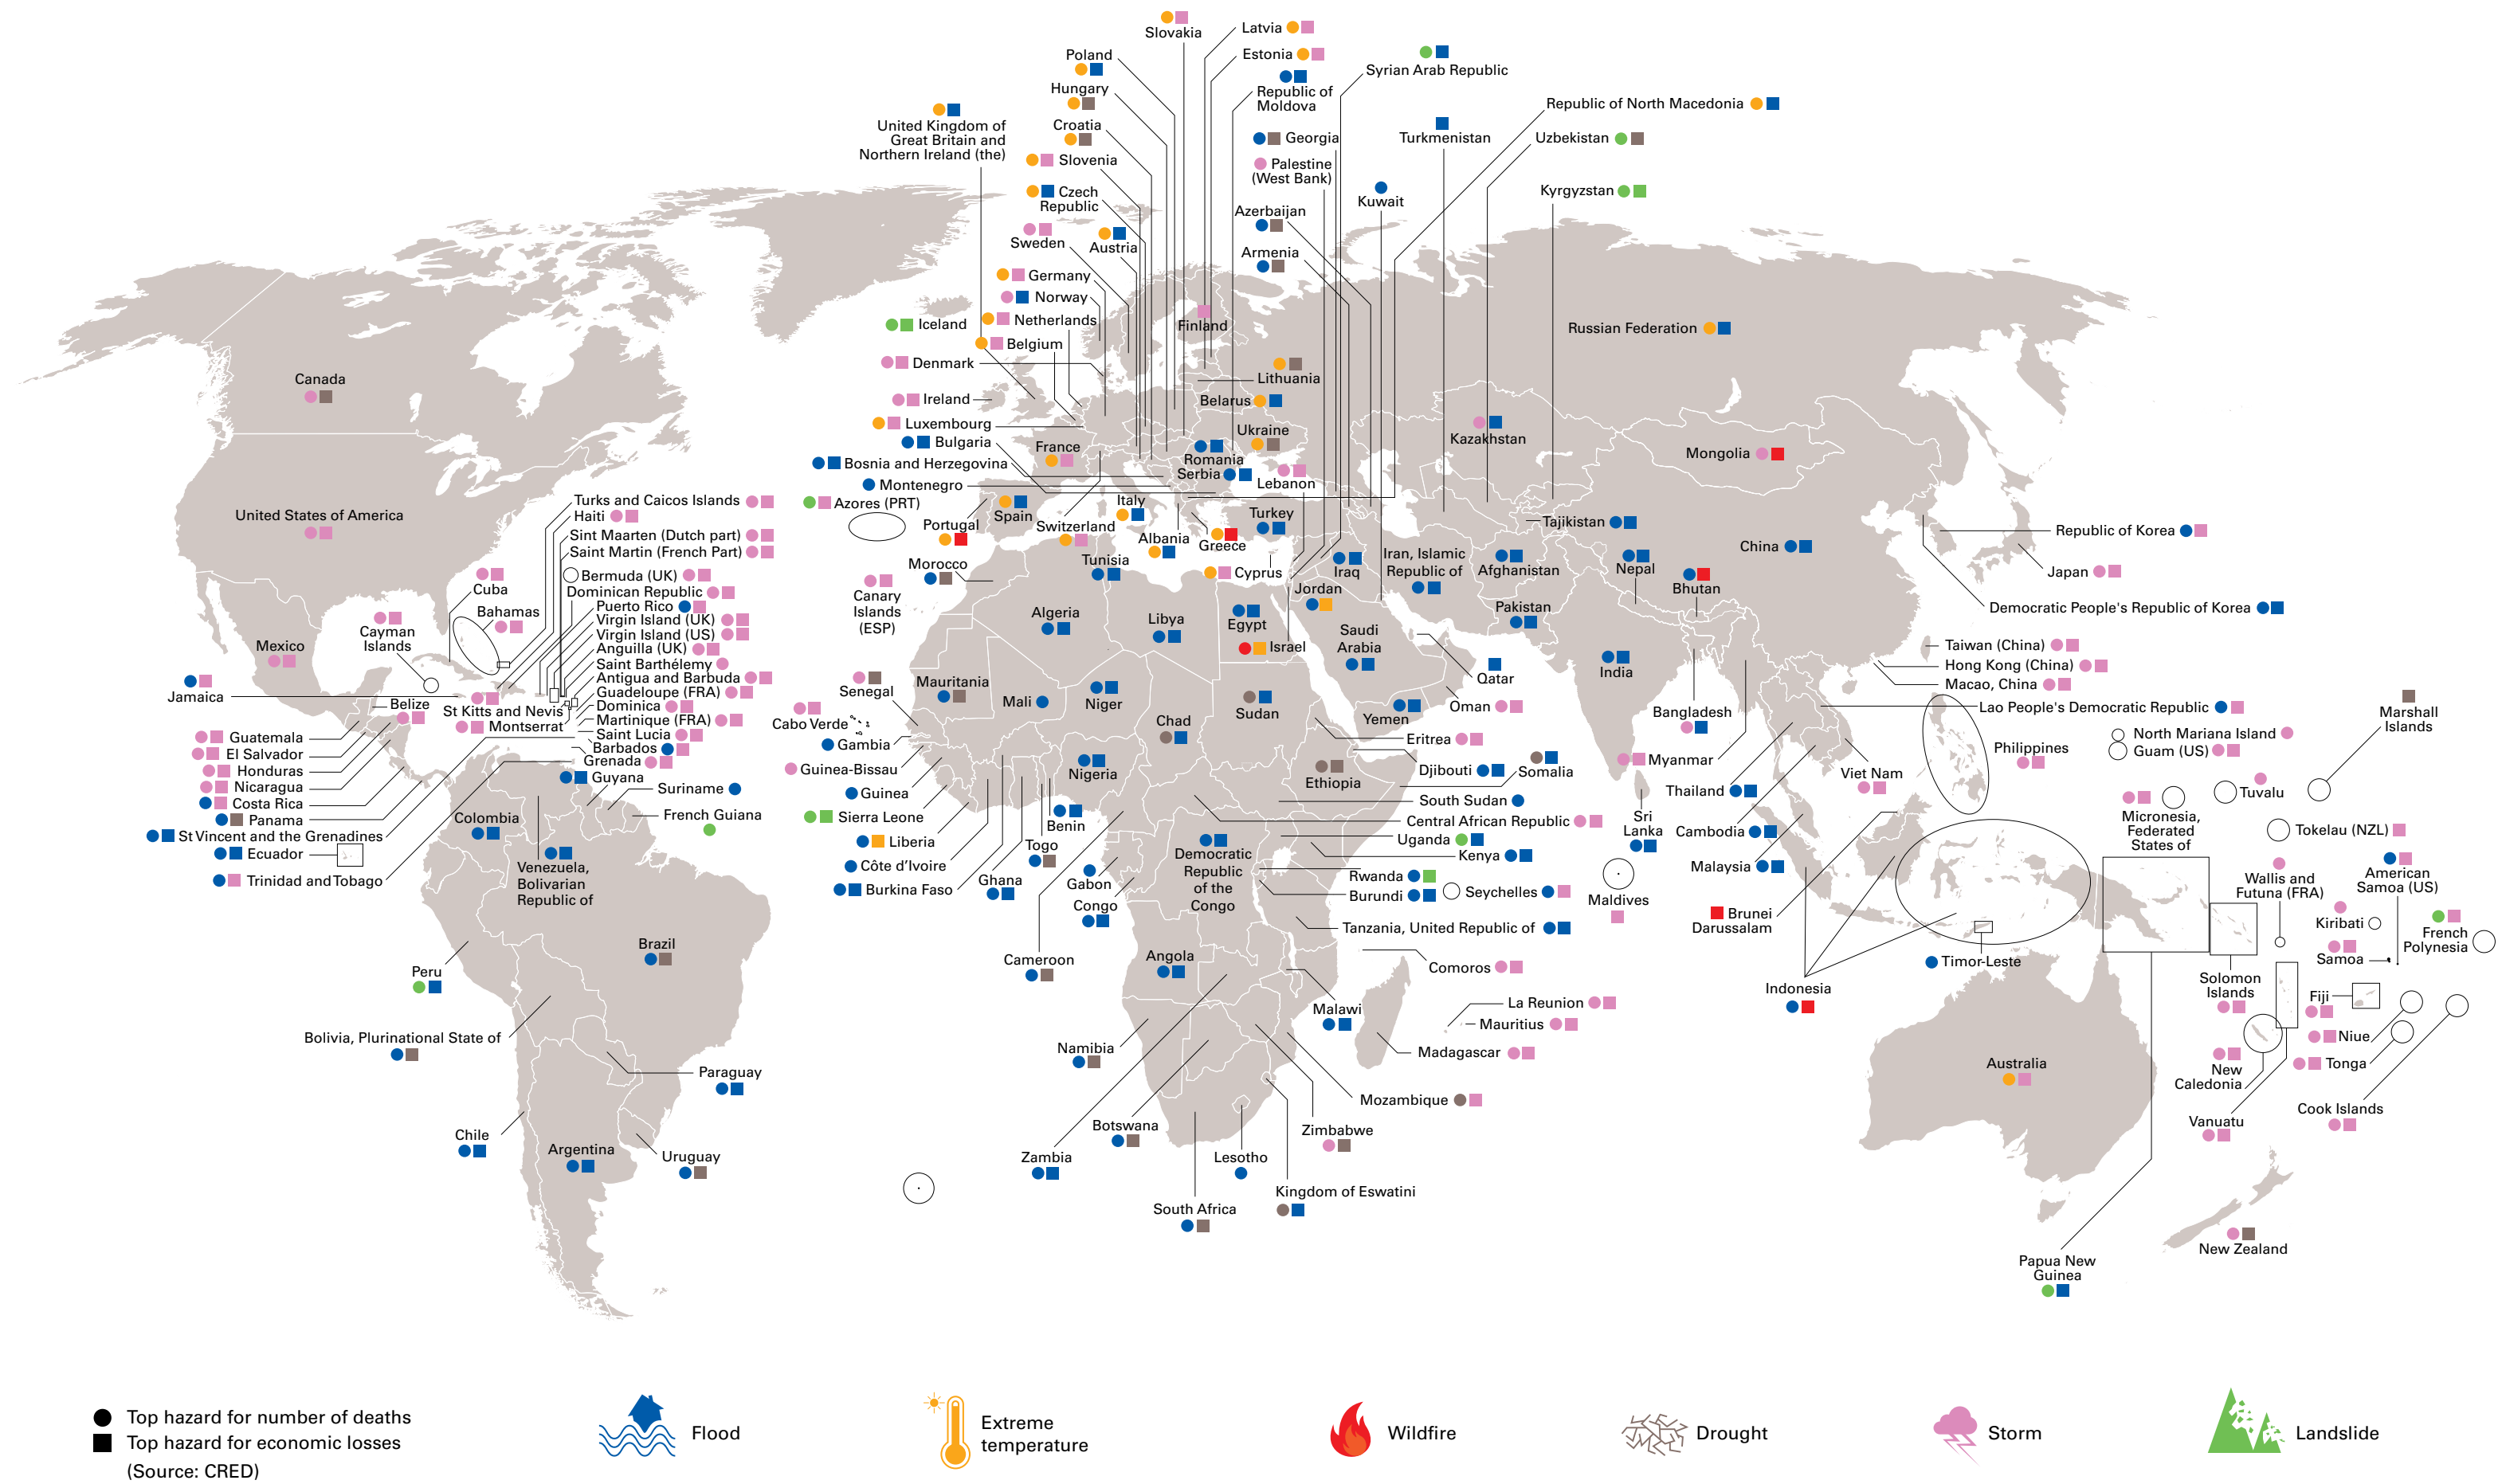 Slovakia
Latvia
Estonia
Poland
Hungary
Croatia
Slovenia
Czech
Republic
Sweden
Austria
Germany
Norway
Netherlands
Belgium
Iceland
Denmark
Ireland
Luxembourg
Bulgaria
Bosnia and Herzegovina
Montenegro
Azores (PRT)
United Kingdom of
Great Britain and
Northern Ireland (the)
Republic of
Moldova
Georgia
Palestine
(West Bank)
Azerbaijan
Armenia
Syrian Arab Republic
Turkmenistan
Kuwait
Republic of North Macedonia
Uzbekistan
Kyrgyzstan
Finland
Lithuania
Belarus
Ukraine
France
Romania
Serbia
Lebanon
Russian Federation
Kazakhstan
Mongolia
Canada
United States of America
Mexico
Turks and Caicos Islands
Haiti
Sint Maarten (Dutch part)
Saint Martin (French Part)
Bermuda (UK)
Dominican Republic
Puerto Rico
Virgin Island (UK)
Virgin Island (US)
Anguilla (UK)
Saint Barthélemy
Antigua and Barbuda
Guadeloupe (FRA)
Dominica
Martinique (FRA)
Saint Lucia
Barbados
Grenada
Cuba
Bahamas
Cayman
Islands
Jamaica
Belize
St Kitts and Nevis
Montserrat
Guatemala
El Salvador
Honduras
Nicaragua
Costa Rica
Panama
St Vincent and the Grenadines
Ecuador
Trinidad and Tobago
Guyana
Suriname
French Guiana
Colombia
Venezuela,
Bolivarian
Republic of
Brazil
Peru
Bolivia, Plurinational State of
Paraguay
Chile
Argentina
Uruguay
Portugal
Spain
Switzerland
Italy
Albania
Greece
Turkey
Cyprus
Morocco
Tunisia
Canary
Islands
(ESP)
Algeria
Libya
Egypt
Israel
Jordan
Iraq
Iran, Islamic
Republic of
Saudi
Arabia
Qatar
Oman
Yemen
Senegal
Cabo Verde
Mauritania
Mali
Niger
Chad
Sudan
Gambia
Guinea-Bissau
Guinea
Sierra Leone
Liberia
Côte d’Ivoire
Burkina Faso
Ghana
Togo
Benin
Nigeria
Gabon
Congo
Cameroon
Democratic
Republic
of the
Congo
Ethiopia
Eritrea
Djibouti
Somalia
South Sudan
Central African Republic
Uganda
Kenya
Rwanda
Burundi
Seychelles
Tanzania, United Republic of
Comoros
La Reunion
Mauritius
Madagascar
Malawi
Angola
Namibia
Zambia
Botswana
Mozambique
Zimbabwe
Lesotho
Kingdom of Eswatini
South Africa
Tajikistan
Afghanistan
Pakistan
Nepal
Bhutan
India
China
Bangladesh
Myanmar
Sri
Lanka
Maldives
Thailand
Cambodia
Malaysia
Brunei
Darussalam
Viet Nam
Indonesia
Timor-Leste
Philippines
Republic of Korea
Japan
Democratic People's Republic of Korea
Taiwan (China)
Hong Kong (China)
Macao, China
Lao People's Democratic Republic
North Mariana Island
Guam (US)
Marshall
Islands
Tuvalu
Micronesia,
Federated
States of
Tokelau (NZL)
Wallis and
Futuna (FRA)
American
Samoa (US)
Kiribati
French
Polynesia
Samoa
Solomon
Islands
Fiji
Niue
Tonga
New
Caledonia
Vanuatu
Cook Islands
Australia
New Zealand
Papua New
Guinea
Top hazard for number of deaths
Top hazard for economic losses
(Source: CRED)
Flood
Extreme
temperature
Wildfire
Drought
Storm
Landslide